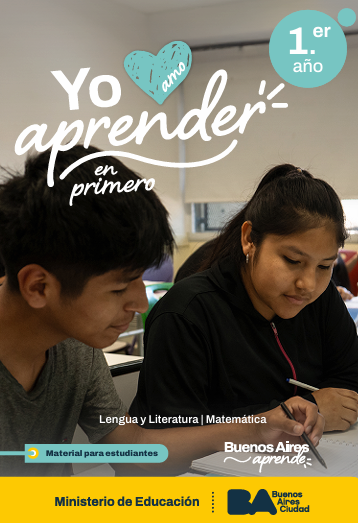 1.er
año
Yo amo
aprender
en
primero
Lengua y Literatura | Matemática
Material para estudiantes
Buenos Aires
aprende
Ministerio de Educación
BA Buenos
Aires
Ciudad